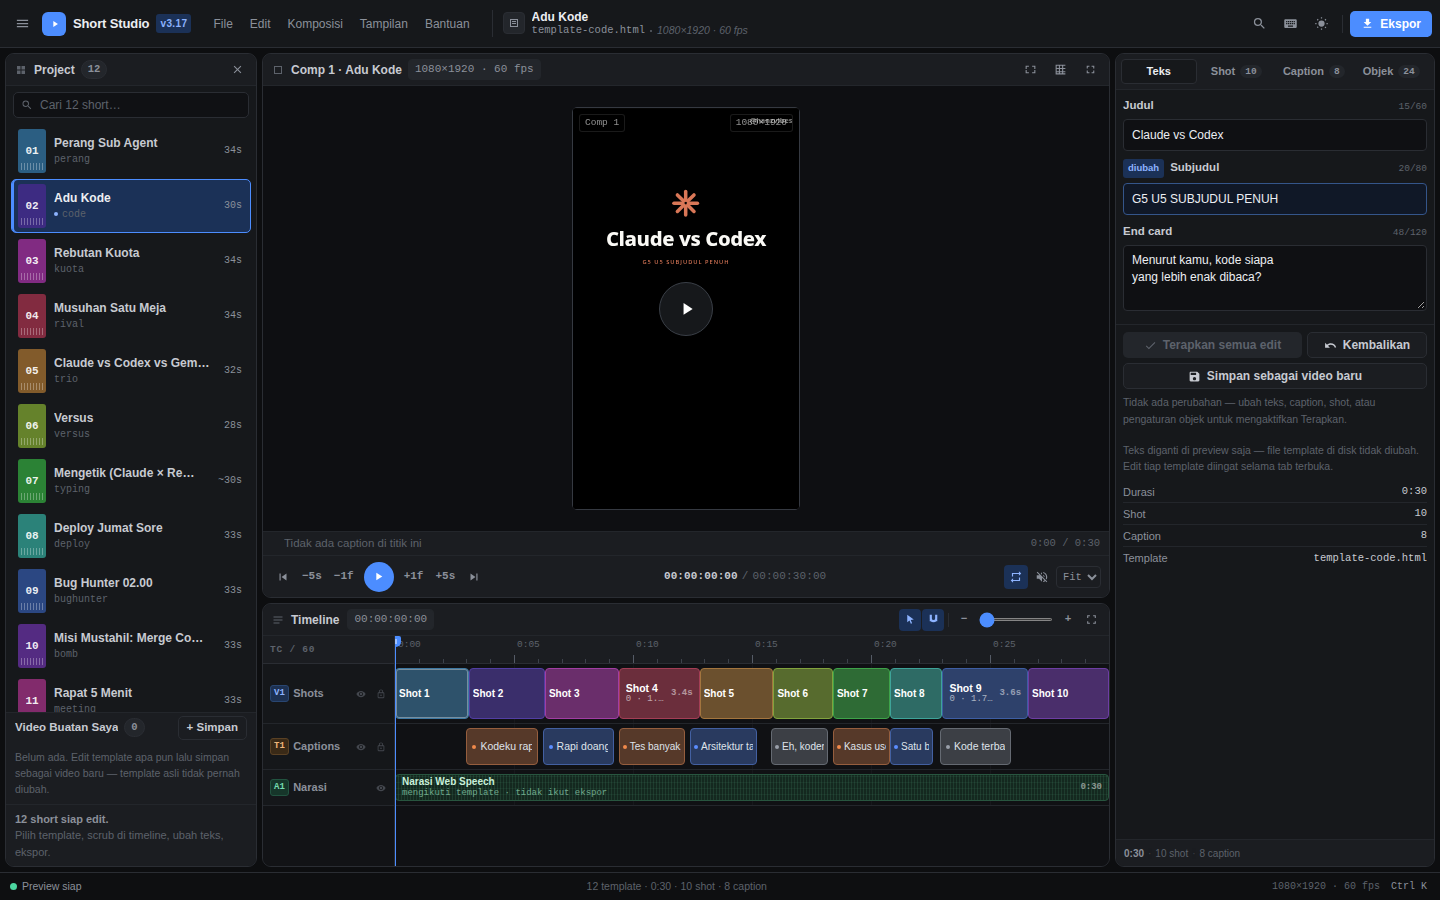 Short Studio v3.17 File Edit Komposisi Tampilan Bantuan
Adu Kode
template-code.html · 1080×1920 · 60 fps
Ekspor
Project 12
Cari 12 short…
01 Perang Sub Agent 34s
perang
02 Adu Kode 30s
code
03 Rebutan Kuota 34s
kuota
04 Musuhan Satu Meja 34s
rival
05 Claude vs Codex vs Gem… 32s
trio
06 Versus 28s
versus
07 Mengetik (Claude × Re… ~30s
typing
08 Deploy Jumat Sore 33s
deploy
09 Bug Hunter 02.00 33s
bughunter
10 Misi Mustahil: Merge Co… 33s
bomb
11 Rapat 5 Menit 33s
meeting
Video Buatan Saya 0 + Simpan
Belum ada. Edit template apa pun lalu simpan
sebagai video baru — template asli tidak pernah
diubah.
12 short siap edit.
Pilih template, scrub di timeline, ubah teks,
ekspor.
Comp 1 · Adu Kode 1080×1920 · 60 fps
Comp 1 1080×1920
Claude vs Codex
G5 U5 SUBJUDUL PENUH
Tidak ada caption di titik ini 0:00 / 0:30
−5s −1f +1f +5s 00:00:00:00 / 00:00:30:00 Fit
Timeline 00:00:00:00 − +
TC / 60 0:00 0:05 0:10 0:15 0:20 0:25
V1 Shots Shot 1 Shot 2 Shot 3 Shot 4 3.4s Shot 5 Shot 6 Shot 7 Shot 8 Shot 9 3.6s Shot 10
0 · 1.… 0 · 1.7…
T1 Captions Kodeku rap Rapi doang Tes banyak Arsitektur ta Eh, koder Kasus us Satu b Kode terba
A1 Narasi Narasi Web Speech 0:30
mengikuti template · tidak ikut ekspor
Teks Shot 10 Caption 8 Objek 24
Judul 15/60
Claude vs Codex
diubah Subjudul 20/80
G5 U5 SUBJUDUL PENUH
End card 48/120
Menurut kamu, kode siapa
yang lebih enak dibaca?
Terapkan semua edit Kembalikan
Simpan sebagai video baru
Tidak ada perubahan — ubah teks, caption, shot, atau
pengaturan objek untuk mengaktifkan Terapkan.
Teks diganti di preview saja — file template di disk tidak diubah.
Edit tiap template diingat selama tab terbuka.
Durasi 0:30
Shot 10
Caption 8
Template template-code.html
0:30 · 10 shot · 8 caption
Preview siap 12 template · 0:30 · 10 shot · 8 caption 1080×1920 · 60 fps Ctrl K